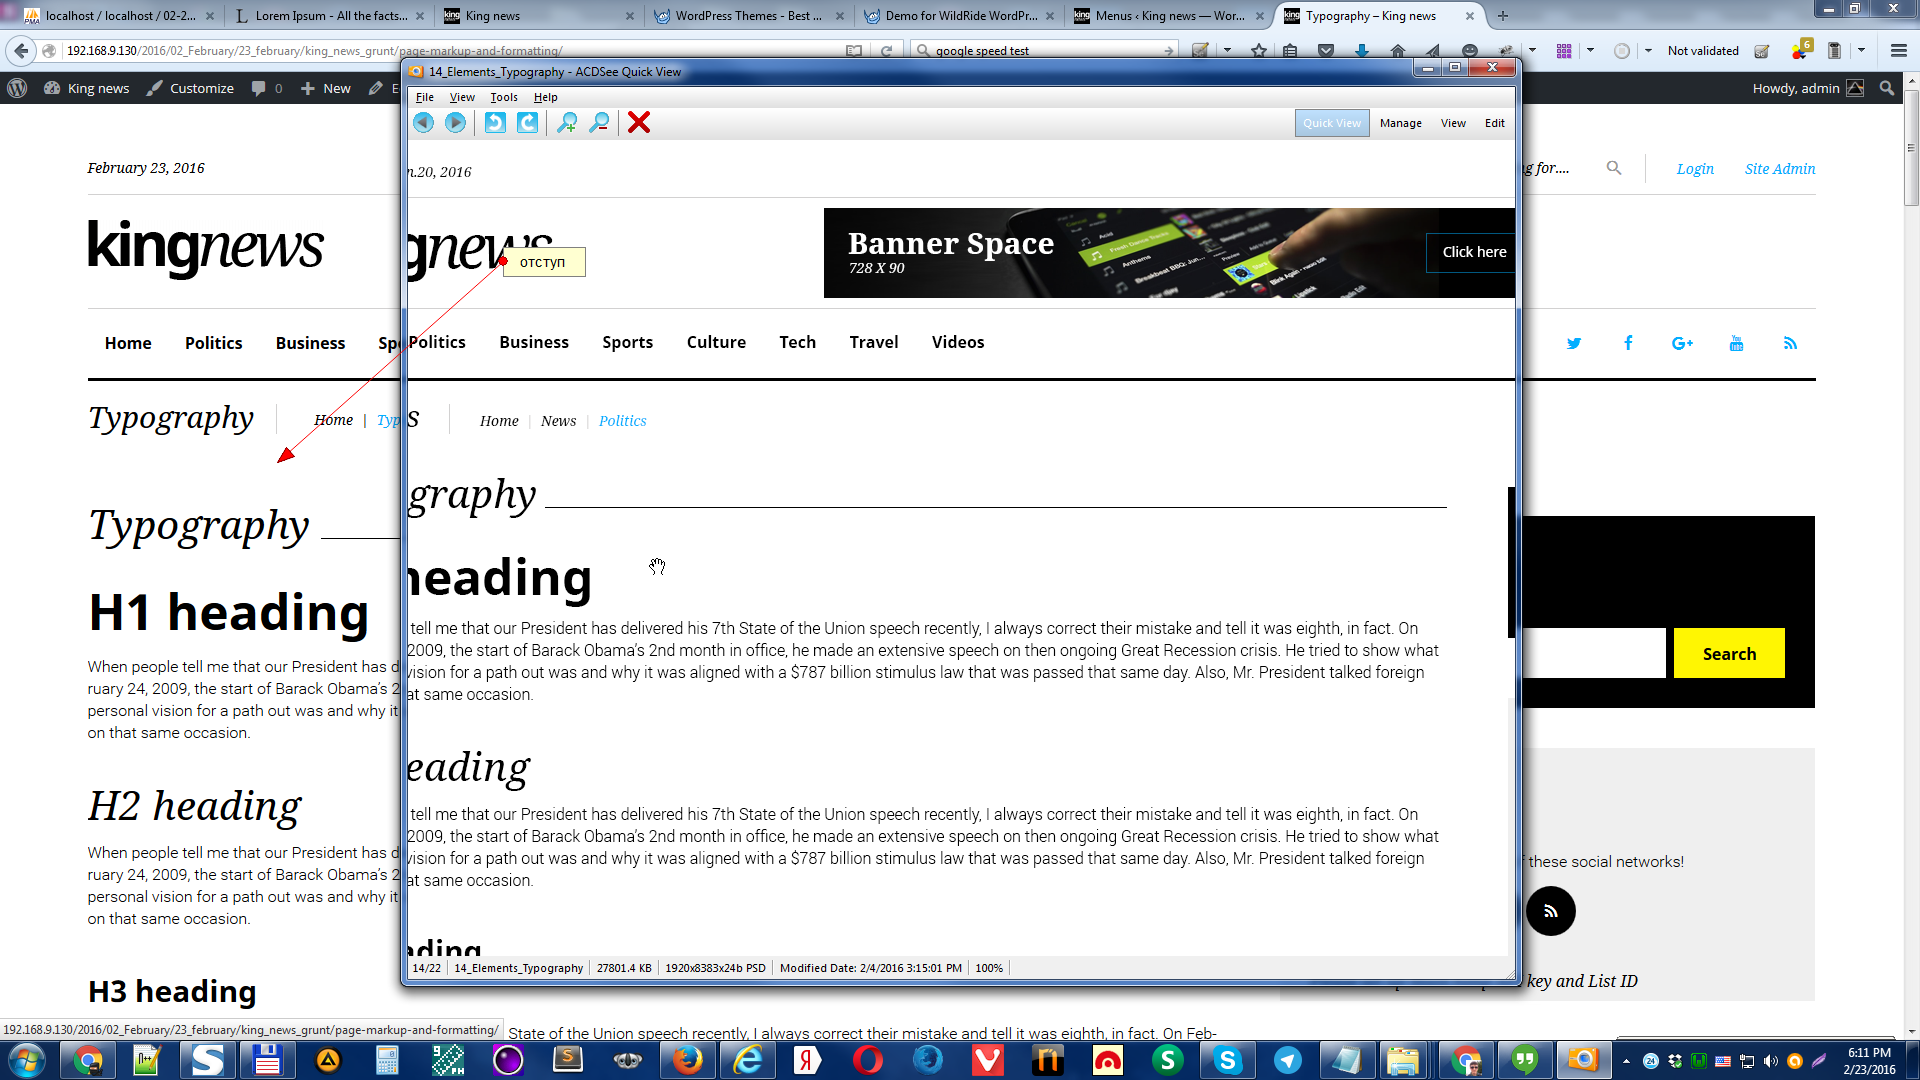 localhost / localhost / 02-2...
Lorem Ipsum - All the facts...
King news
WordPress Themes - Best ...
Demo for WildRide WordPr...
Menus ‹ King news — Wor...
Typography – King news
192.168.9.130/2016/02_February/23_february/king_news_grunt/page-markup-and-formatting/
google speed test
Not validated
6
King news
Customize
0
New
Howdy, admin
14_Elements_Typography - ACDSee Quick View
File View Tools Help
Quick View Manage View Edit
February 23, 2016
n.20, 2016
ng for....
Login
Site Admin
kingnews
gnews
отступ
Banner Space
728 X 90
Click here
Home Politics Business Spo
Politics Business Sports Culture Tech Travel Videos
Typography
Home | Typ
s
Home | News | Politics
Typography
graphy
H1 heading
heading
When people tell me that our President has d
ruary 24, 2009, the start of Barack Obama's 2
personal vision for a path out was and why it
on that same occasion.
tell me that our President has delivered his 7th State of the Union speech recently, I always correct their mistake and tell it was eighth, in fact. On
2009, the start of Barack Obama's 2nd month in office, he made an extensive speech on then ongoing Great Recession crisis. He tried to show what
vision for a path out was and why it was aligned with a $787 billion stimulus law that was passed that same day. Also, Mr. President talked foreign
at same occasion.
Search
H2 heading
eading
When people tell me that our President has d
ruary 24, 2009, the start of Barack Obama's 2
personal vision for a path out was and why it
on that same occasion.
tell me that our President has delivered his 7th State of the Union speech recently, I always correct their mistake and tell it was eighth, in fact. On
2009, the start of Barack Obama's 2nd month in office, he made an extensive speech on then ongoing Great Recession crisis. He tried to show what
vision for a path out was and why it was aligned with a $787 billion stimulus law that was passed that same day. Also, Mr. President talked foreign
at same occasion.
f these social networks!
H3 heading
ading
14/22 14_Elements_Typography 27801.4 KB 1920x8383x24b PSD Modified Date: 2/4/2016 3:15:01 PM 100%
key and List ID
192.168.9.130/2016/02_February/23_february/king_news_grunt/page-markup-and-formatting/
State of the Union speech recently, I always correct their mistake and tell it was eighth, in fact. On Feb-
6:11 PM
2/23/2016